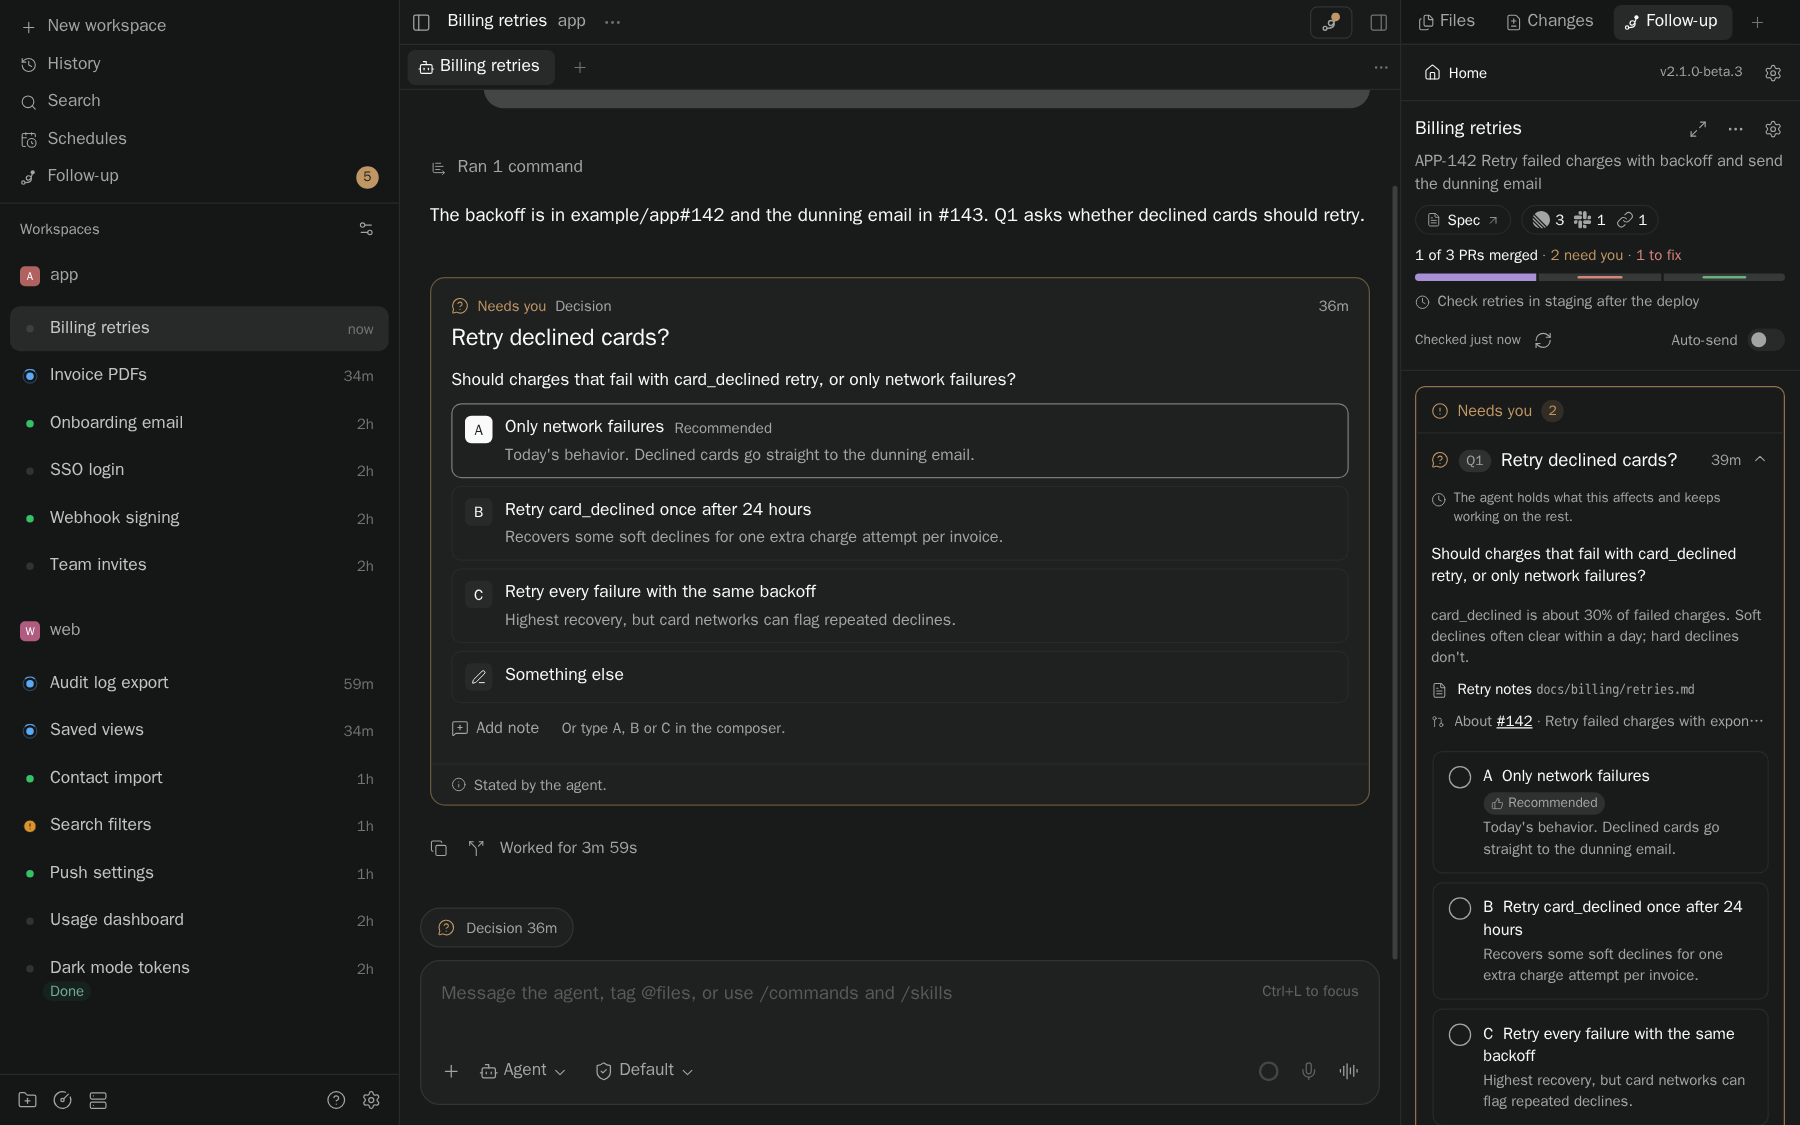 New workspace
History
Search
Schedules
Follow-up
5
Workspaces
A app
Billing retries now
Invoice PDFs 34m
Onboarding email 2h
SSO login 2h
Webhook signing 2h
Team invites 2h
W web
Audit log export 59m
Saved views 34m
Contact import 1h
Search filters 1h
Push settings 1h
Usage dashboard 2h
Dark mode tokens 2h
Done
Billing retries app
Billing retries
Ran 1 command
The backoff is in example/app#142 and the dunning email in #143. Q1 asks whether declined cards should retry.
Needs you Decision 36m
Retry declined cards?
Should charges that fail with card_declined retry, or only network failures?
A Only network failures Recommended
Today's behavior. Declined cards go straight to the dunning email.
B Retry card_declined once after 24 hours
Recovers some soft declines for one extra charge attempt per invoice.
C Retry every failure with the same backoff
Highest recovery, but card networks can flag repeated declines.
Something else
Add note Or type A, B or C in the composer.
Stated by the agent.
Worked for 3m 59s
Decision 36m
Message the agent, tag @files, or use /commands and /skills
Ctrl+L to focus
Agent Default
Files Changes Follow-up
Home v2.1.0-beta.3
Billing retries
APP-142 Retry failed charges with backoff and send
the dunning email
Spec 3 1 1
1 of 3 PRs merged · 2 need you · 1 to fix
Check retries in staging after the deploy
Checked just now Auto-send
Needs you 2
Q1 Retry declined cards? 39m
The agent holds what this affects and keeps
working on the rest.
Should charges that fail with card_declined
retry, or only network failures?
card_declined is about 30% of failed charges. Soft
declines often clear within a day; hard declines
don't.
Retry notes docs/billing/retries.md
About #142 · Retry failed charges with expon…
A Only network failures
Recommended
Today's behavior. Declined cards go
straight to the dunning email.
B Retry card_declined once after 24
hours
Recovers some soft declines for one
extra charge attempt per invoice.
C Retry every failure with the same
backoff
Highest recovery, but card networks can
flag repeated declines.